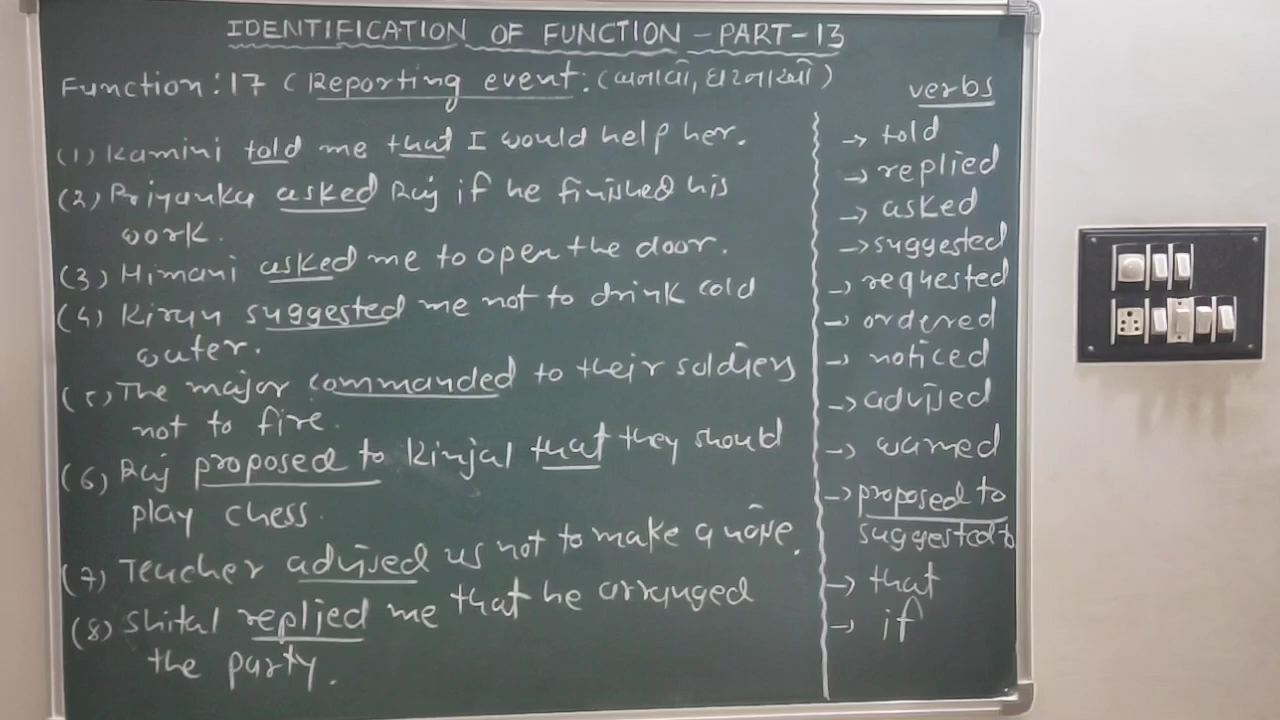 IDENTIFICATION OF FUNCTION - PART-13
Function: 17 ( Reporting event:
verbs
(1) Kamini told me that I would help her.
(2) Priyanka asked Raj if he finished his
work.
(3) Himani asked me to open the door.
(4) Kiran suggested me not to drink cold
water.
(5) The major commanded to their soldiers
not to fire.
(6) Raj proposed to Kinjal that they should
play chess.
(7) Teacher advised us not to make a noise.
(8) Shital replied me that he arranged
the party.
→ told
→ replied
→ asked
→ suggested
→ requested
→ ordered
→ noticed
→ advised
→ warned
→ proposed to
suggested to
→ that
→ if